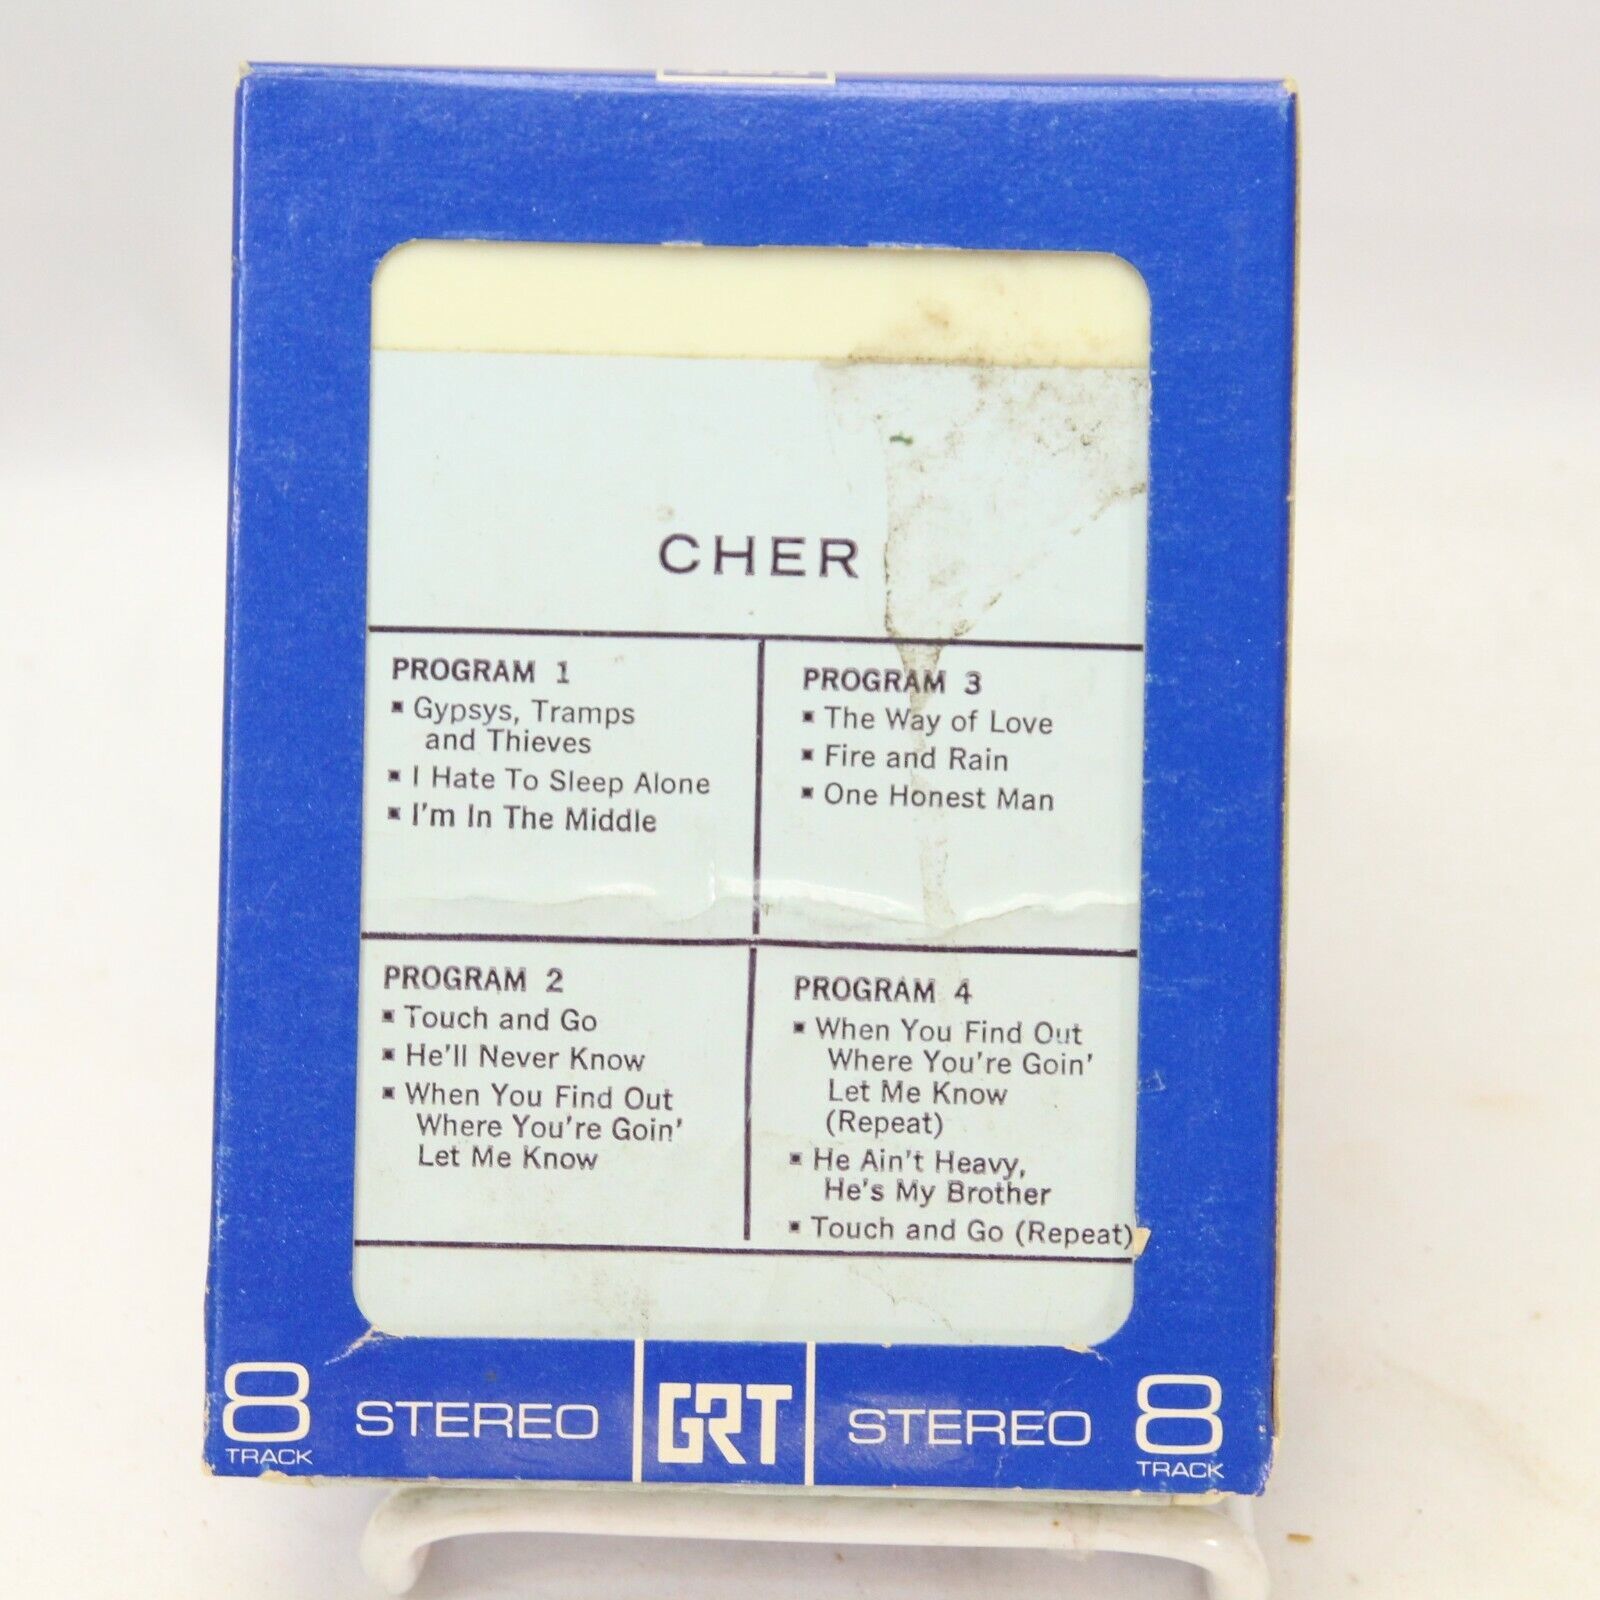 CHER
PROGRAM 1
▪ Gypsys, Tramps
and Thieves
▪ I Hate To Sleep Alone
▪ I'm In The Middle
PROGRAM 2
▪ Touch and Go
▪ He'll Never Know
▪ When You Find Out
Where You're Goin'
Let Me Know
PROGRAM 3
▪ The Way of Love
▪ Fire and Rain
▪ One Honest Man
PROGRAM 4
▪ When You Find Out
Where You're Goin'
Let Me Know
(Repeat)
▪ He Ain't Heavy,
He's My Brother
▪ Touch and Go (Repeat)
8 TRACK
STEREO
GRT
STEREO
8 TRACK